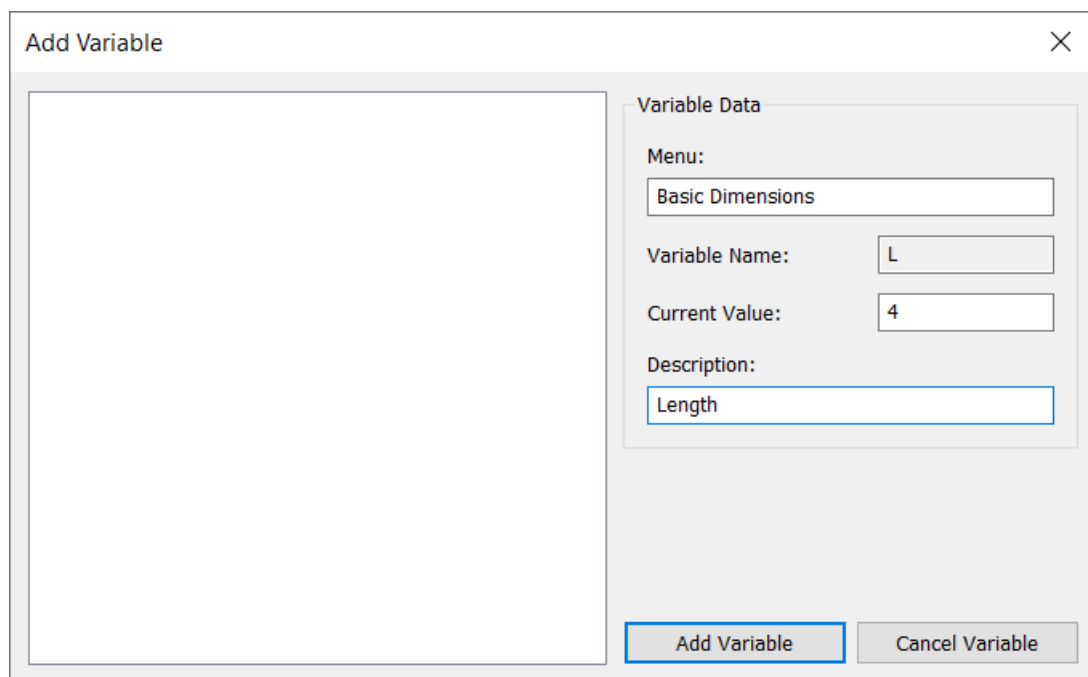 Add Variable
Variable Data
Menu:
Basic Dimensions
Variable Name:
L
Current Value:
4
Description:
Length
Add Variable
Cancel Variable